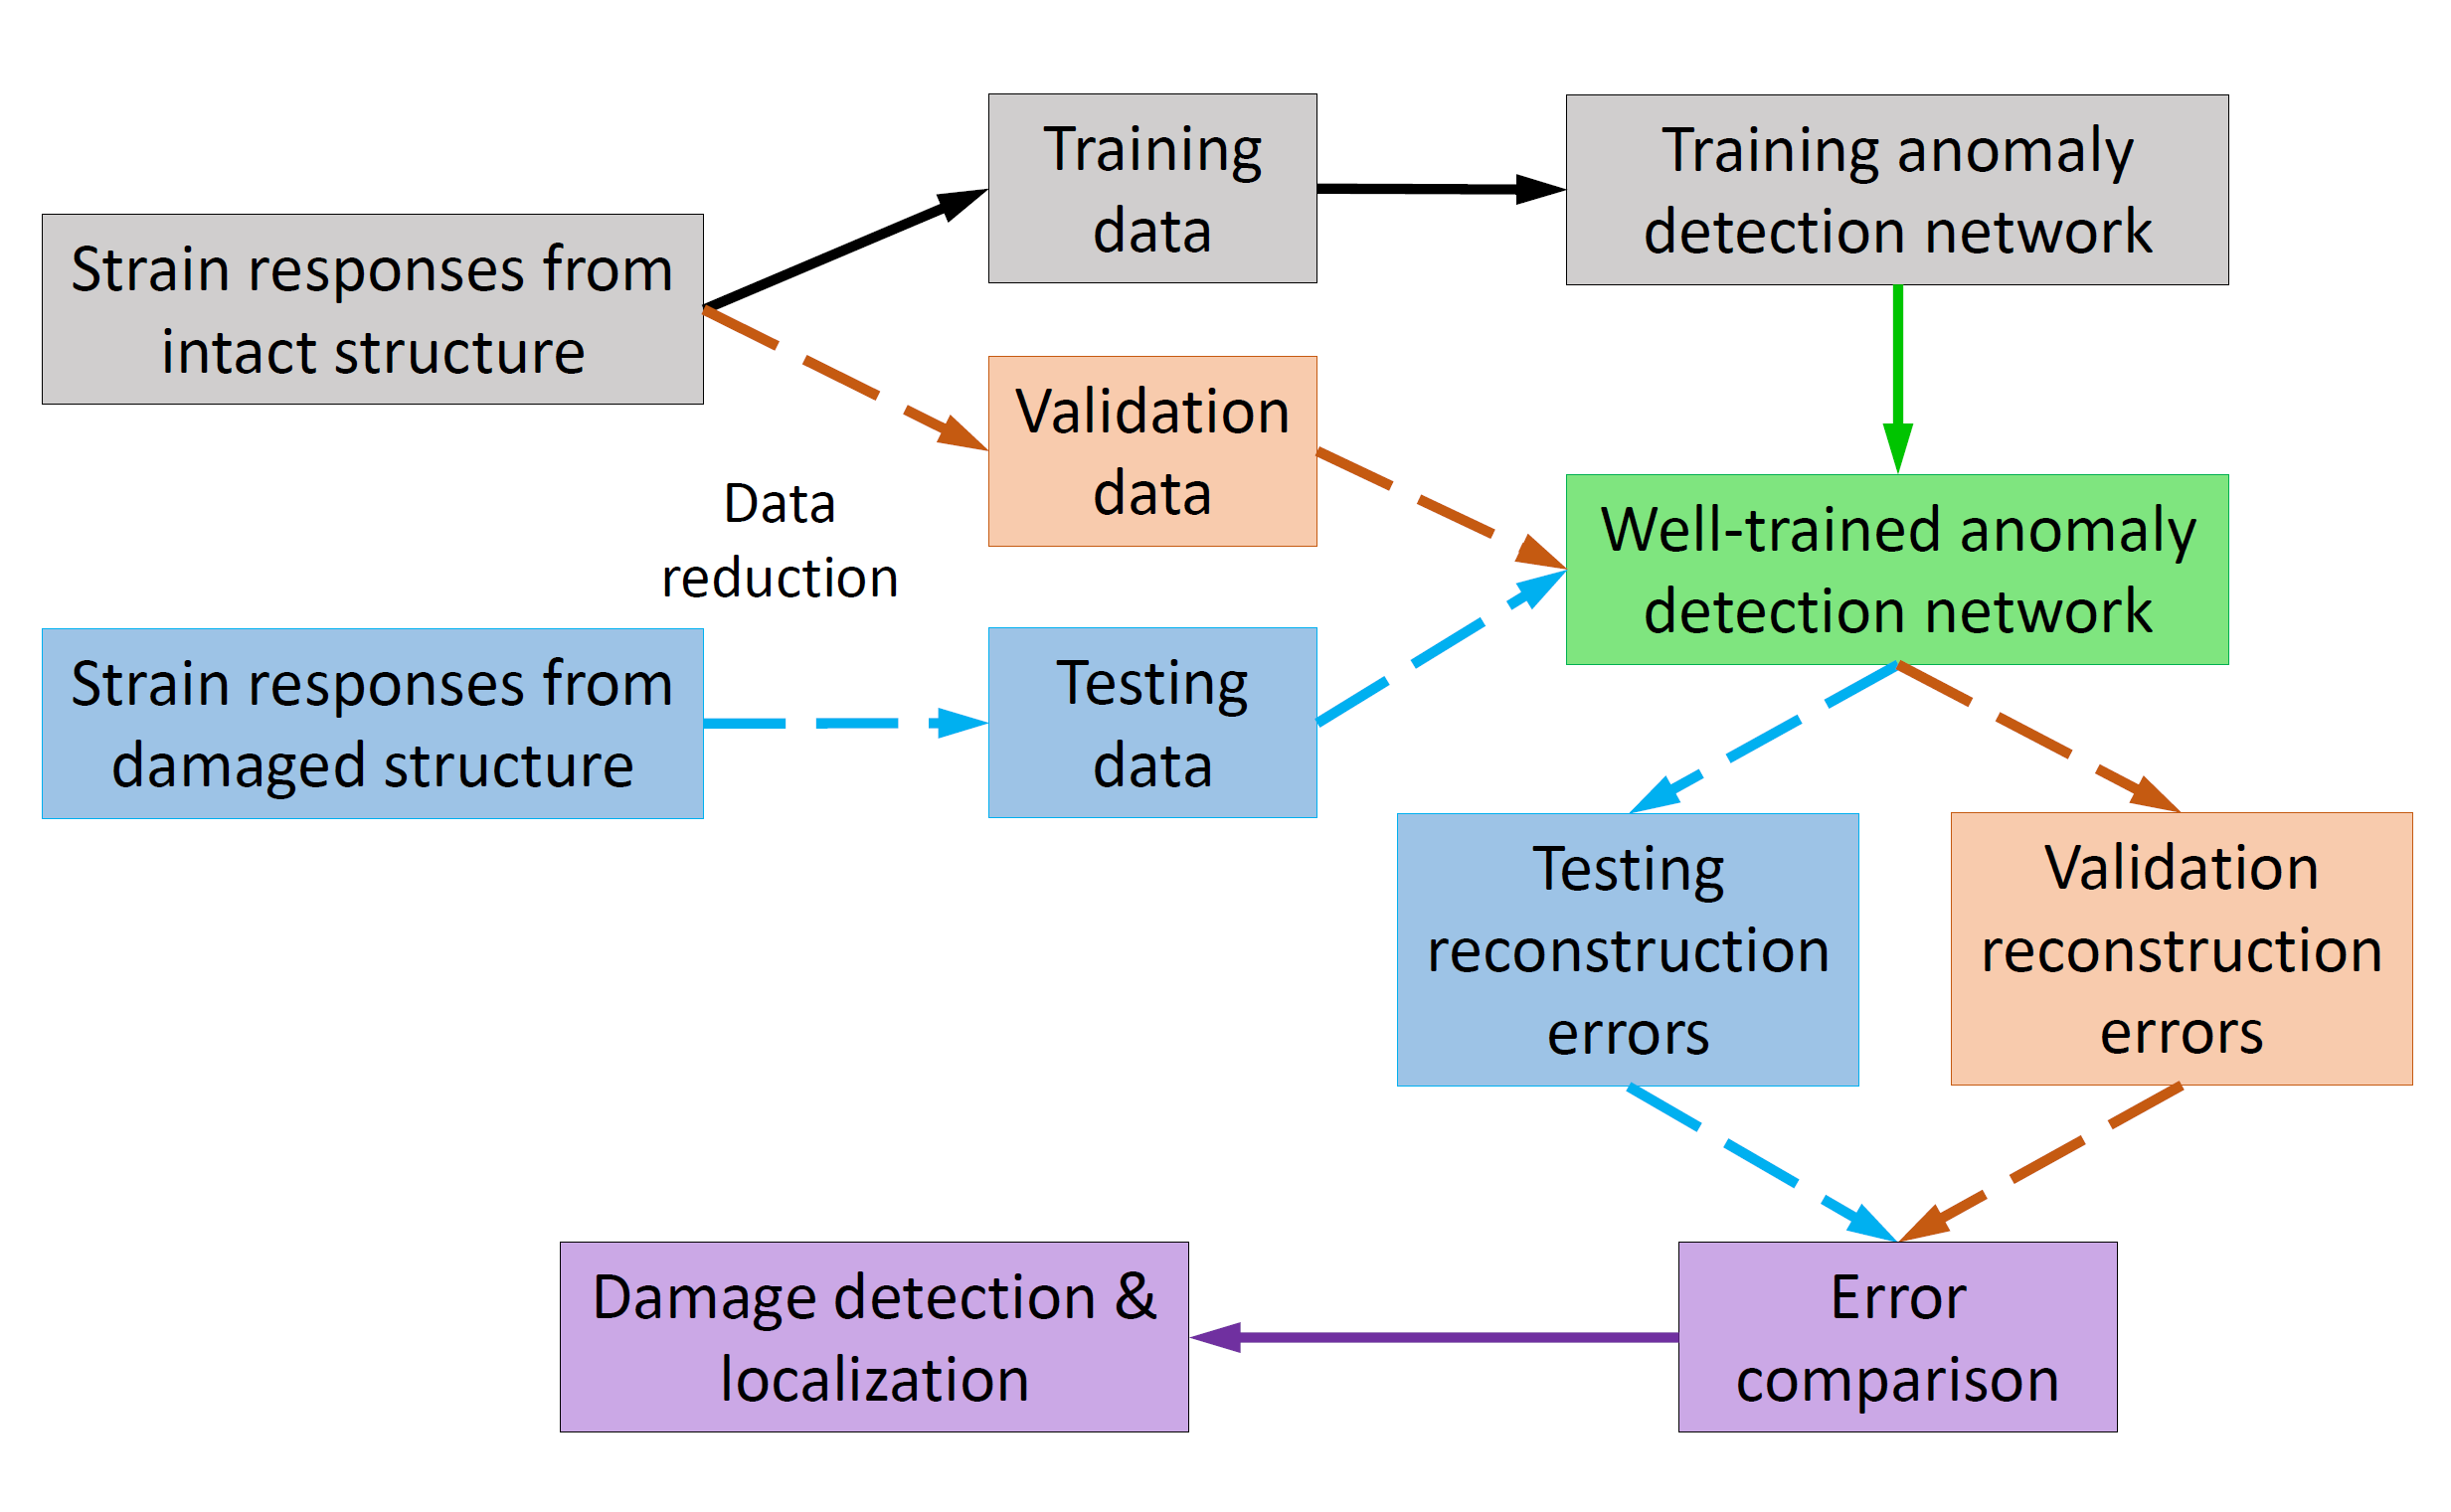 Strain responses from
intact structure
Training
data
Training anomaly
detection network
Validation
data
Data
reduction
Well-trained anomaly
detection network
Strain responses from
damaged structure
Testing
data
Testing
reconstruction
errors
Validation
reconstruction
errors
Error
comparison
Damage detection &
localization